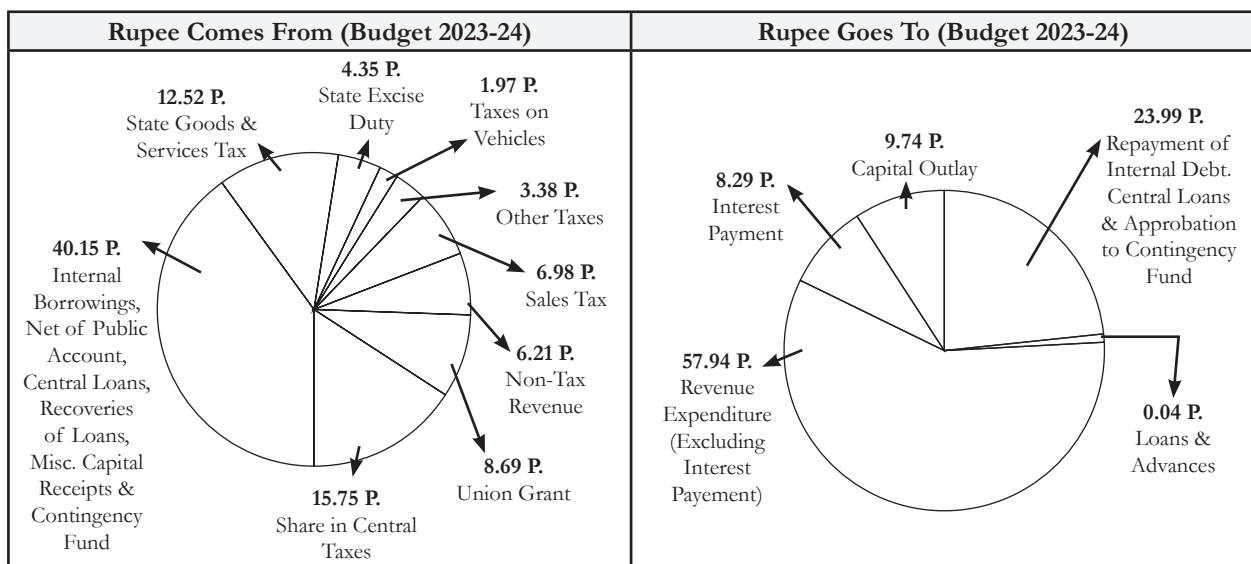 Rupee Comes From (Budget 2023-24)
12.52 P.
State Goods &
Services Tax
4.35 P.
State Excise
Duty
1.97 P.
Taxes on
Vehicles
3.38 P.
Other Taxes
6.98 P.
Sales Tax
6.21 P.
Non-Tax
Revenue
8.69 P.
Union Grant
15.75 P.
Share in Central
Taxes
40.15 P.
Internal
Borrowings,
Net of Public
Account,
Central Loans,
Recoveries
of Loans,
Misc. Capital
Receipts &
Contingency
Fund
Rupee Goes To (Budget 2023-24)
9.74 P.
Capital Outlay
23.99 P.
Repayment of
Internal Debt.
Central Loans
& Approbation
to Contingency
Fund
8.29 P.
Interest
Payment
57.94 P.
Revenue
Expenditure
(Excluding
Interest
Payement)
0.04 P.
Loans &
Advances